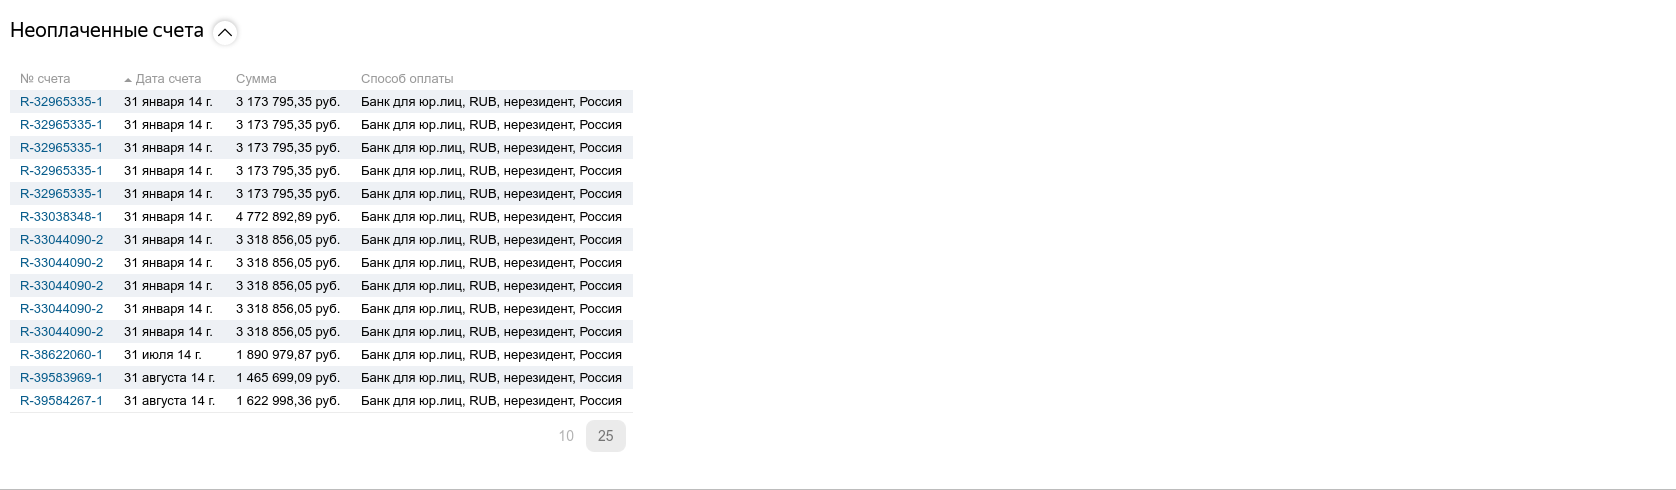 Неоплаченные счета
№ счета Дата счета Сумма Способ оплаты
R-32965335-1 31 января 14 г. 3 173 795,35 руб. Банк для юр.лиц, RUB, нерезидент, Россия
R-32965335-1 31 января 14 г. 3 173 795,35 руб. Банк для юр.лиц, RUB, нерезидент, Россия
R-32965335-1 31 января 14 г. 3 173 795,35 руб. Банк для юр.лиц, RUB, нерезидент, Россия
R-32965335-1 31 января 14 г. 3 173 795,35 руб. Банк для юр.лиц, RUB, нерезидент, Россия
R-32965335-1 31 января 14 г. 3 173 795,35 руб. Банк для юр.лиц, RUB, нерезидент, Россия
R-33038348-1 31 января 14 г. 4 772 892,89 руб. Банк для юр.лиц, RUB, нерезидент, Россия
R-33044090-2 31 января 14 г. 3 318 856,05 руб. Банк для юр.лиц, RUB, нерезидент, Россия
R-33044090-2 31 января 14 г. 3 318 856,05 руб. Банк для юр.лиц, RUB, нерезидент, Россия
R-33044090-2 31 января 14 г. 3 318 856,05 руб. Банк для юр.лиц, RUB, нерезидент, Россия
R-33044090-2 31 января 14 г. 3 318 856,05 руб. Банк для юр.лиц, RUB, нерезидент, Россия
R-33044090-2 31 января 14 г. 3 318 856,05 руб. Банк для юр.лиц, RUB, нерезидент, Россия
R-38622060-1 31 июля 14 г. 1 890 979,87 руб. Банк для юр.лиц, RUB, нерезидент, Россия
R-39583969-1 31 августа 14 г. 1 465 699,09 руб. Банк для юр.лиц, RUB, нерезидент, Россия
R-39584267-1 31 августа 14 г. 1 622 998,36 руб. Банк для юр.лиц, RUB, нерезидент, Россия
10 25